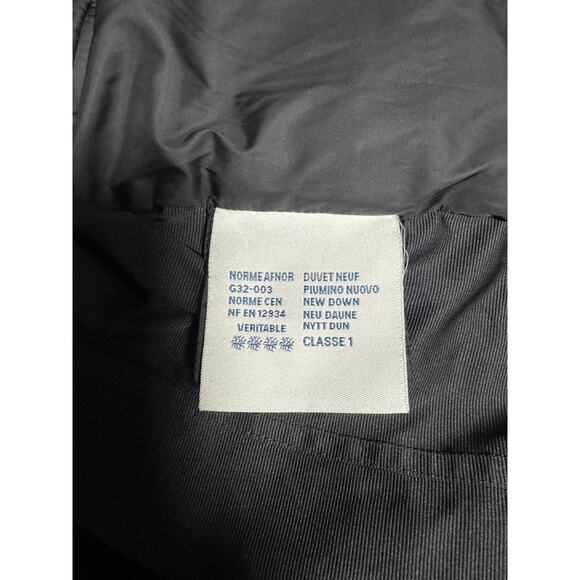 NORME AFNOR
G32-003
NORME CEN
NF EN 12934
VERITABLE
DUVET NEUF
PIUMINO NUOVO
NEW DOWN
NEU DAUNE
NYTT DUN
CLASSE 1